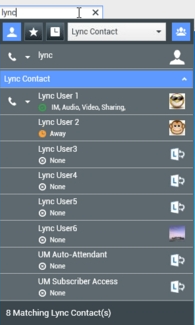 lync
Lync Contact
lync
Lync Contact
Lync User 1
IM, Audio, Video, Sharing,
Lync User 2
Away
Lync User3
None
Lync User4
None
Lync User5
None
Lync User6
None
UM Auto-Attendant
None
UM Subscriber Access
None
8 Matching Lync Contact(s)